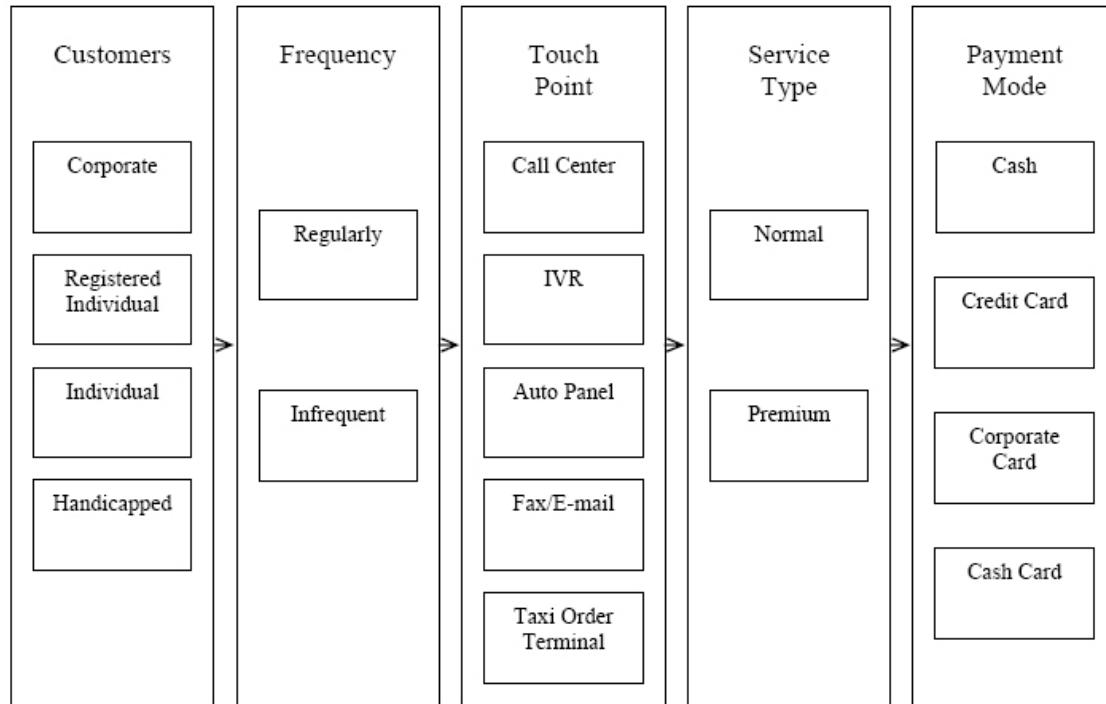 Customers
Corporate
Registered
Individual
Individual
Handicapped
Frequency
Regularly
Infrequent
Touch
Point
Call Center
IVR
Auto Panel
Fax/E-mail
Taxi Order
Terminal
Service
Type
Normal
Premium
Payment
Mode
Cash
Credit Card
Corporate
Card
Cash Card